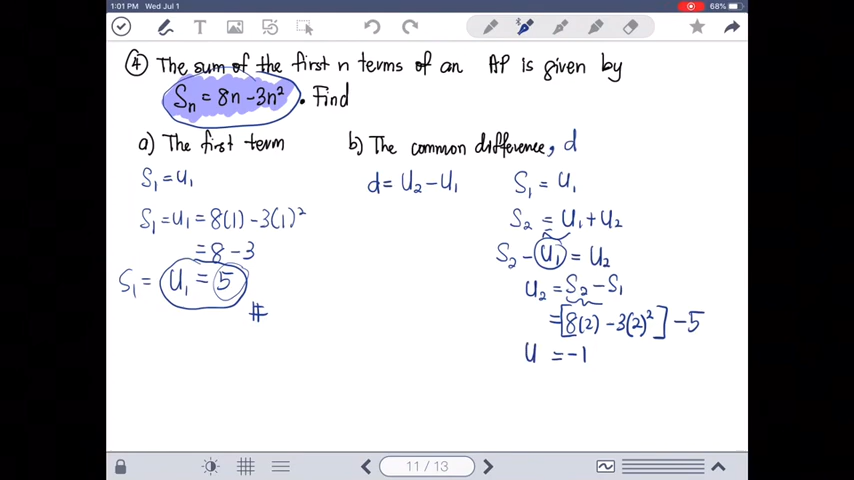 1:01 PM Wed Jul 1
68%
④ The sum of the first n terms of an AP is given by
Sₙ = 8n - 3n². Find
a) The first term
S₁ = U₁
S₁ = U₁ = 8(1) - 3(1)²
= 8 - 3
S₁ = U₁ = 5
#
b) The common difference, d
d = U₂ - U₁
S₁ = U₁
S₂ = U₁ + U₂
S₂ - U₁ = U₂
U₂ = S₂ - S₁
= [8(2) - 3(2)²] - 5
U = -1
11 / 13